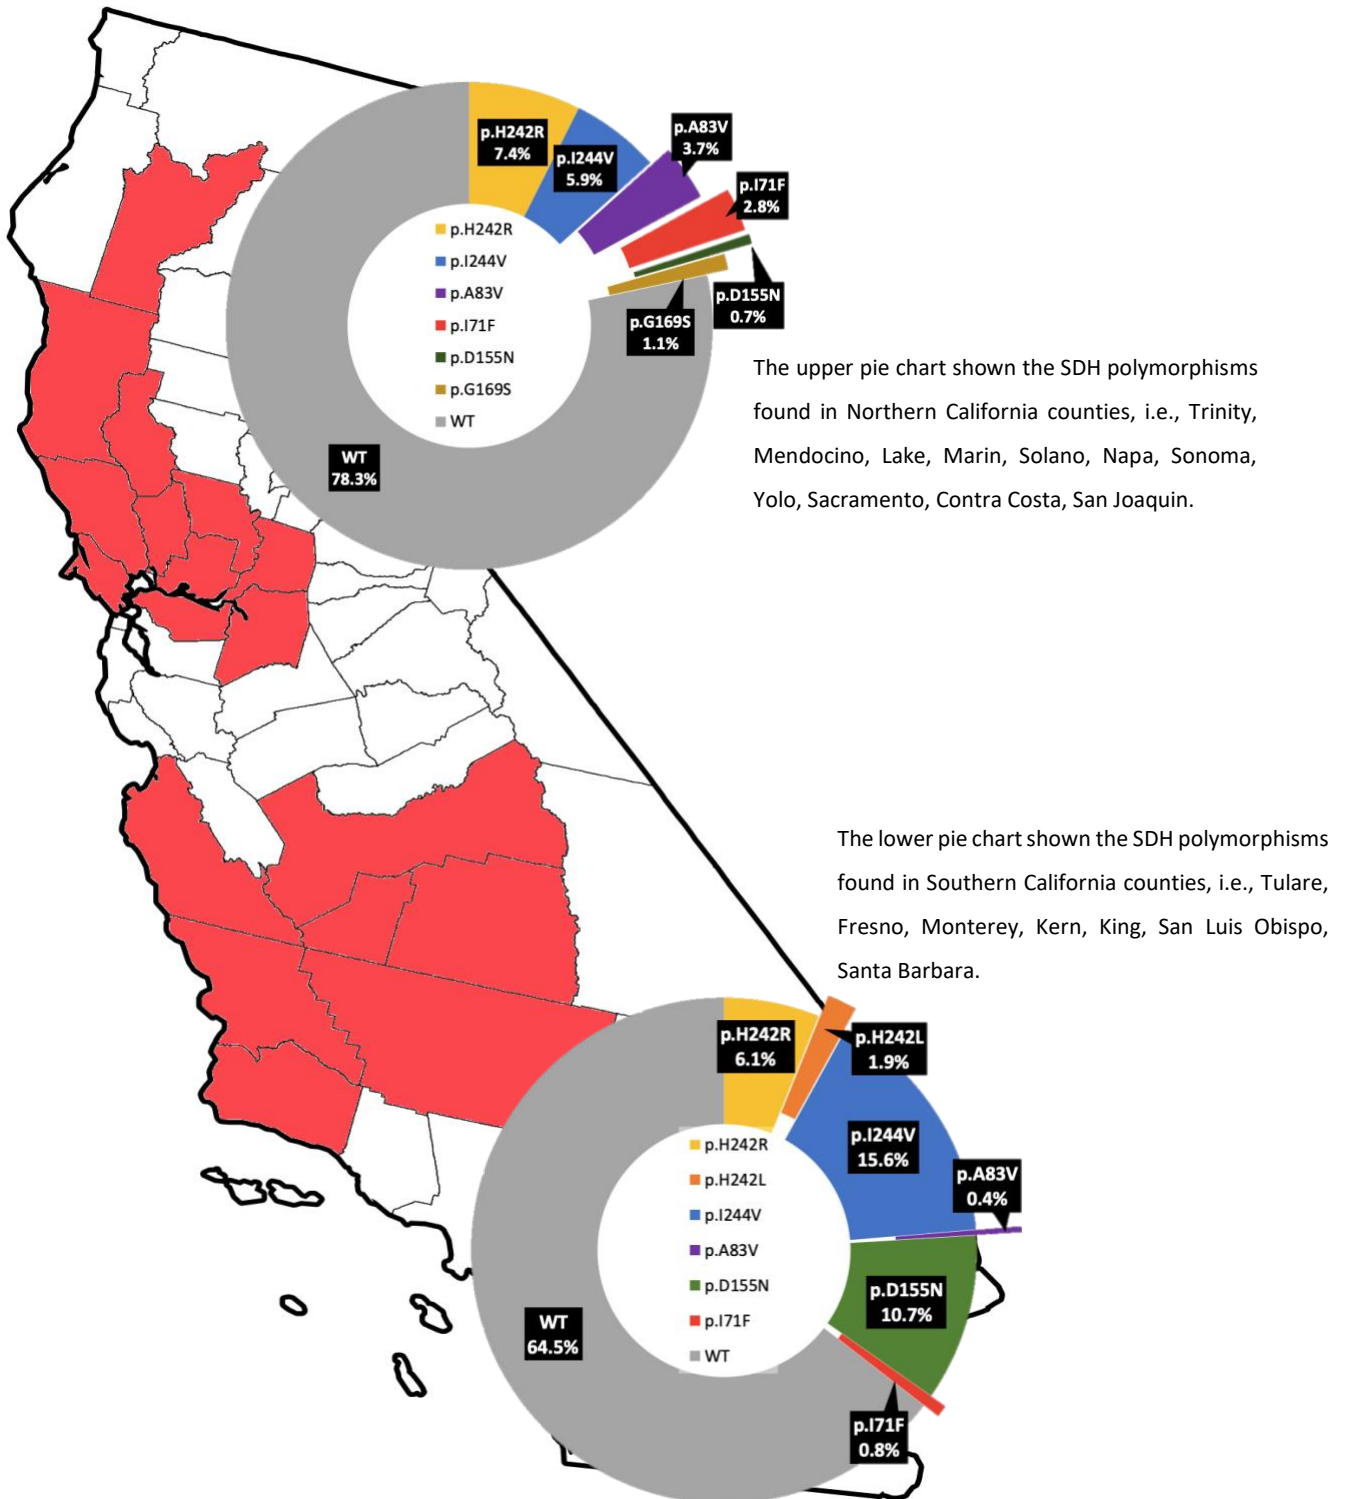 p.H242R
7.4%
p.I244V
5.9%
p.A83V
3.7%
p.I71F
2.8%
p.D155N
0.7%
p.G169S
1.1%
p.H242R
p.I244V
p.A83V
p.I71F
p.D155N
p.G169S
WT
WT
78.3%
The upper pie chart shown the SDH polymorphisms
found in Northern California counties, i.e., Trinity,
Mendocino, Lake, Marin, Solano, Napa, Sonoma,
Yolo, Sacramento, Contra Costa, San Joaquin.
The lower pie chart shown the SDH polymorphisms
found in Southern California counties, i.e., Tulare,
Fresno, Monterey, Kern, King, San Luis Obispo,
Santa Barbara.
p.H242R
6.1%
p.H242L
1.9%
p.I244V
15.6%
p.A83V
0.4%
p.D155N
10.7%
p.I71F
0.8%
p.H242R
p.H242L
p.I244V
p.A83V
p.D155N
p.I71F
WT
WT
64.5%